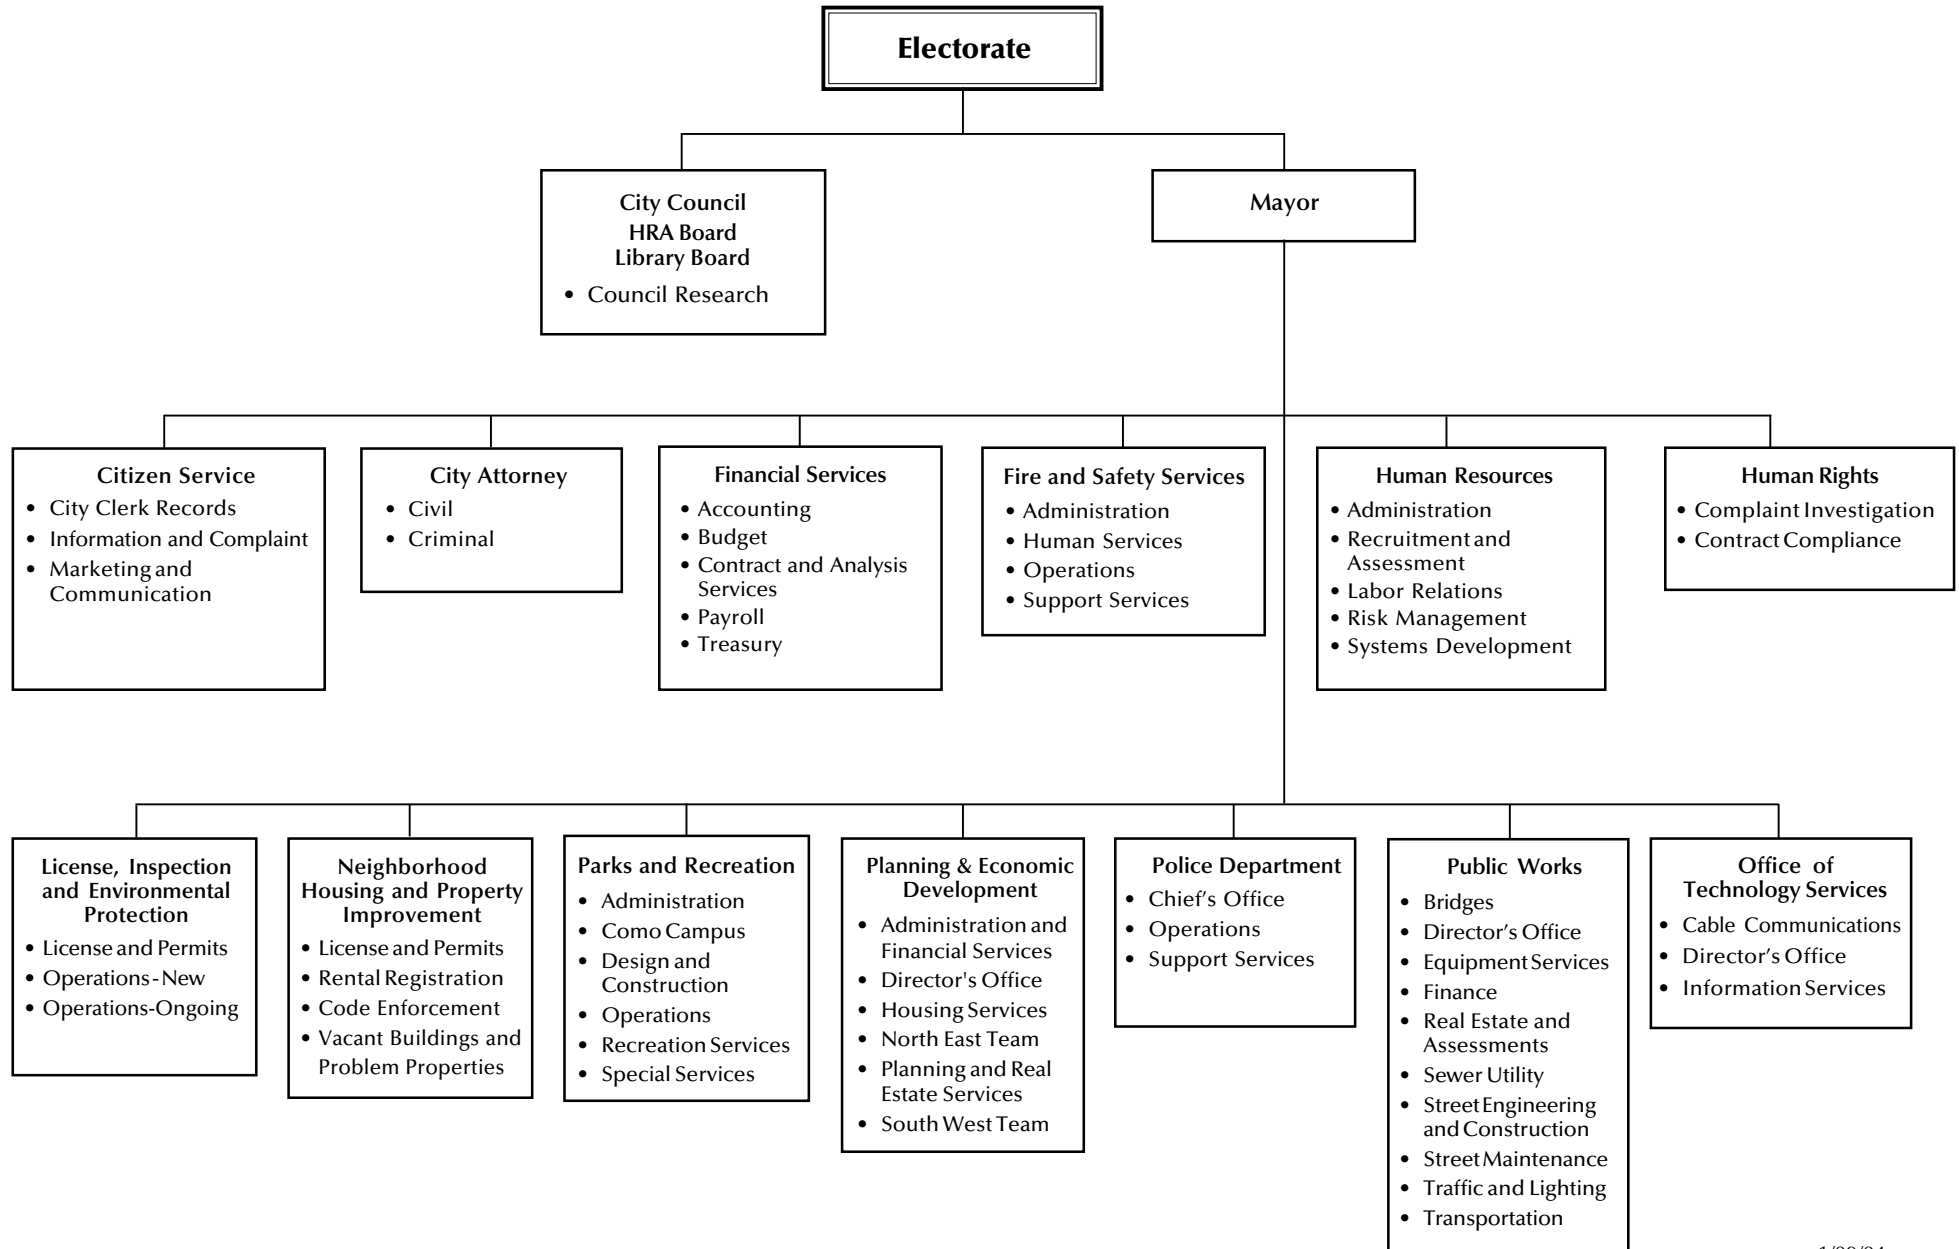 Electorate
City Council
HRA Board
Library Board
• Council Research
Mayor
Citizen Service
• City Clerk Records
• Information and Complaint
• Marketing and
Communication
City Attorney
• Civil
• Criminal
Financial Services
• Accounting
• Budget
• Contract and Analysis
Services
• Payroll
• Treasury
Fire and Safety Services
• Administration
• Human Services
• Operations
• Support Services
Human Resources
• Administration
• Recruitment and
Assessment
• Labor Relations
• Risk Management
• Systems Development
Human Rights
• Complaint Investigation
• Contract Compliance
License, Inspection
and Environmental
Protection
• License and Permits
• Operations-New
• Operations-Ongoing
Neighborhood
Housing and Property
Improvement
• License and Permits
• Rental Registration
• Code Enforcement
• Vacant Buildings and
Problem Properties
Parks and Recreation
• Administration
• Como Campus
• Design and
Construction
• Operations
• Recreation Services
• Special Services
Planning & Economic
Development
• Administration and
Financial Services
• Director's Office
• Housing Services
• North East Team
• Planning and Real
Estate Services
• South West Team
Police Department
• Chief’s Office
• Operations
• Support Services
Public Works
• Bridges
• Director’s Office
• Equipment Services
• Finance
• Real Estate and
Assessments
• Sewer Utility
• Street Engineering
and Construction
• Street Maintenance
• Traffic and Lighting
• Transportation
Office of
Technology Services
• Cable Communications
• Director’s Office
• Information Services